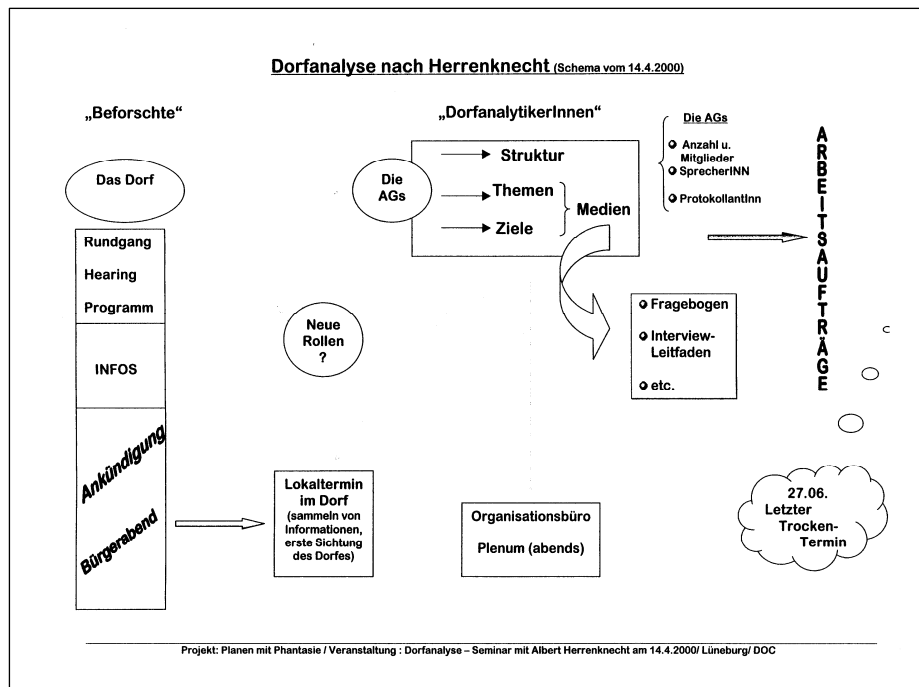 Dorfanalyse nach Herrenknecht (Schema vom 14.4.2000)
„Beforschte“
Das Dorf
Rundgang
Hearing
Programm
INFOS
Ankündigung
Bürgerabend
Lokaltermin
im Dorf
(sammeln von
Informationen,
erste Sichtung
des Dorfes)
Neue
Rollen
?
„DorfanalytikerInnen“
Die
AGs
Struktur
Themen
Ziele
Medien
Die AGs
Anzahl u.
Mitglieder
SprecherINN
ProtokollantInn
Fragebogen
Interview-
Leitfaden
etc.
Organisationsbüro
Plenum (abends)
ARBEITSAUFTRÄGE
27.06.
Letzter
Trocken-
Termin
Projekt: Planen mit Phantasie / Veranstaltung : Dorfanalyse – Seminar mit Albert Herrenknecht am 14.4.2000/ Lüneburg/ DOC